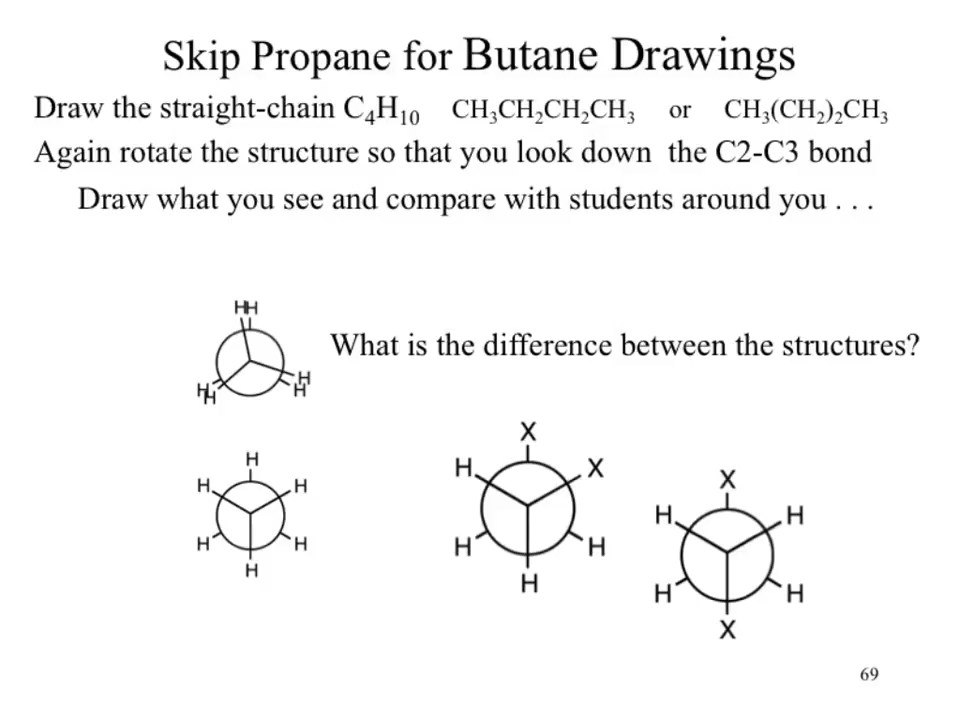 Skip Propane for Butane Drawings
Draw the straight-chain C₄H₁₀ CH₃CH₂CH₂CH₃ or CH₃(CH₂)₂CH₃
Again rotate the structure so that you look down the C2-C3 bond
Draw what you see and compare with students around you . . .
HH
What is the difference between the structures?
H H
H H
X
H X
H
H H
H H
H H
H
H
X
H H
H H
X
69